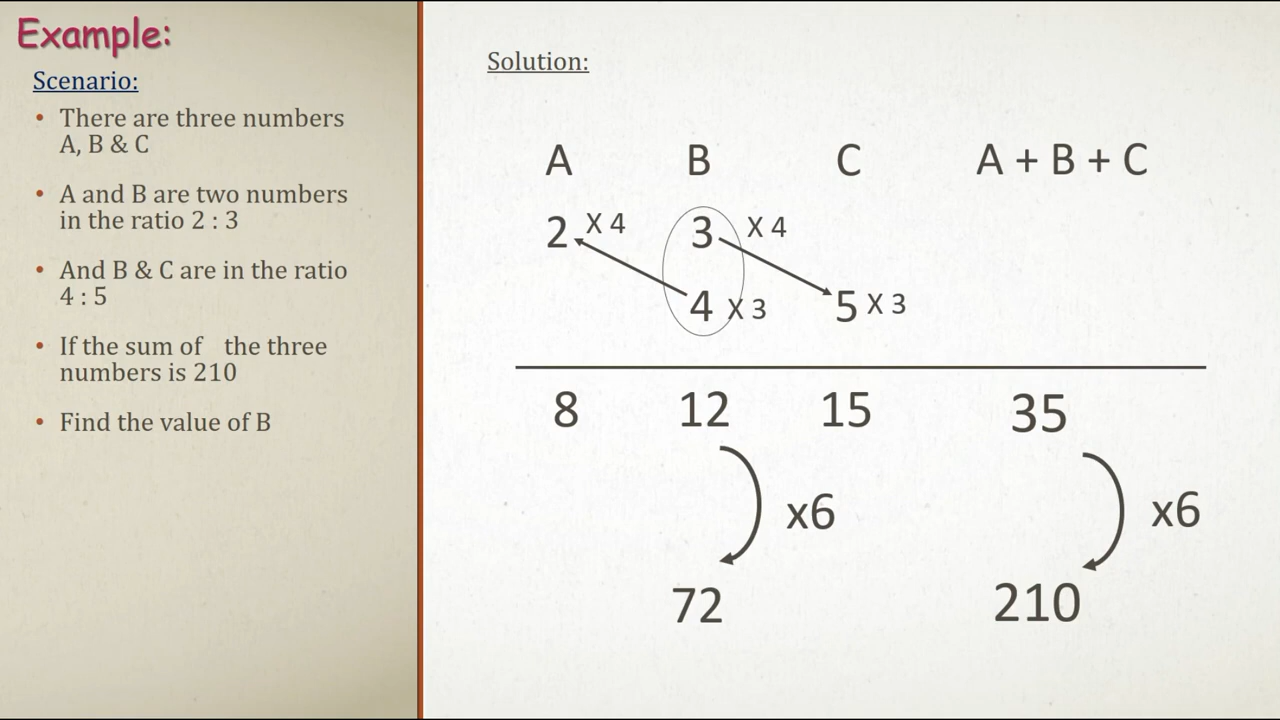 Example:
Scenario:
• There are three numbers
A, B & C
• A and B are two numbers
in the ratio 2 : 3
• And B & C are in the ratio
4 : 5
• If the sum of the three
numbers is 210
• Find the value of B
Solution:
A B C A + B + C
2 X 4 3 X 4
4 X 3 5 X 3
8 12 15 35
x6 x6
72 210